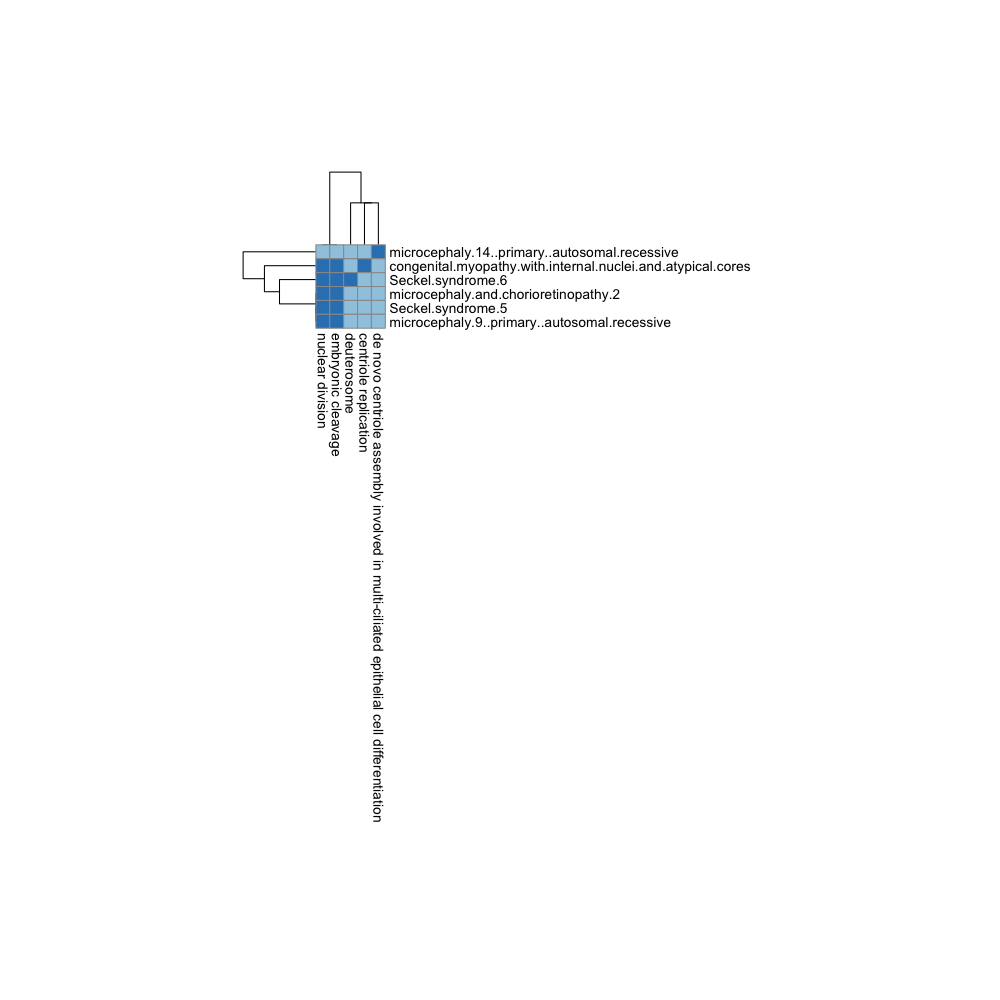 microcephaly.14..primary..autosomal.recessive
congenital.myopathy.with.internal.nuclei.and.atypical.cores
Seckel.syndrome.6
microcephaly.and.chorioretinopathy.2
Seckel.syndrome.5
microcephaly.9..primary..autosomal.recessive
nuclear division
embryonic cleavage
deuterosome
centriole replication
de novo centriole assembly involved in multi-ciliated epithelial cell differentiation